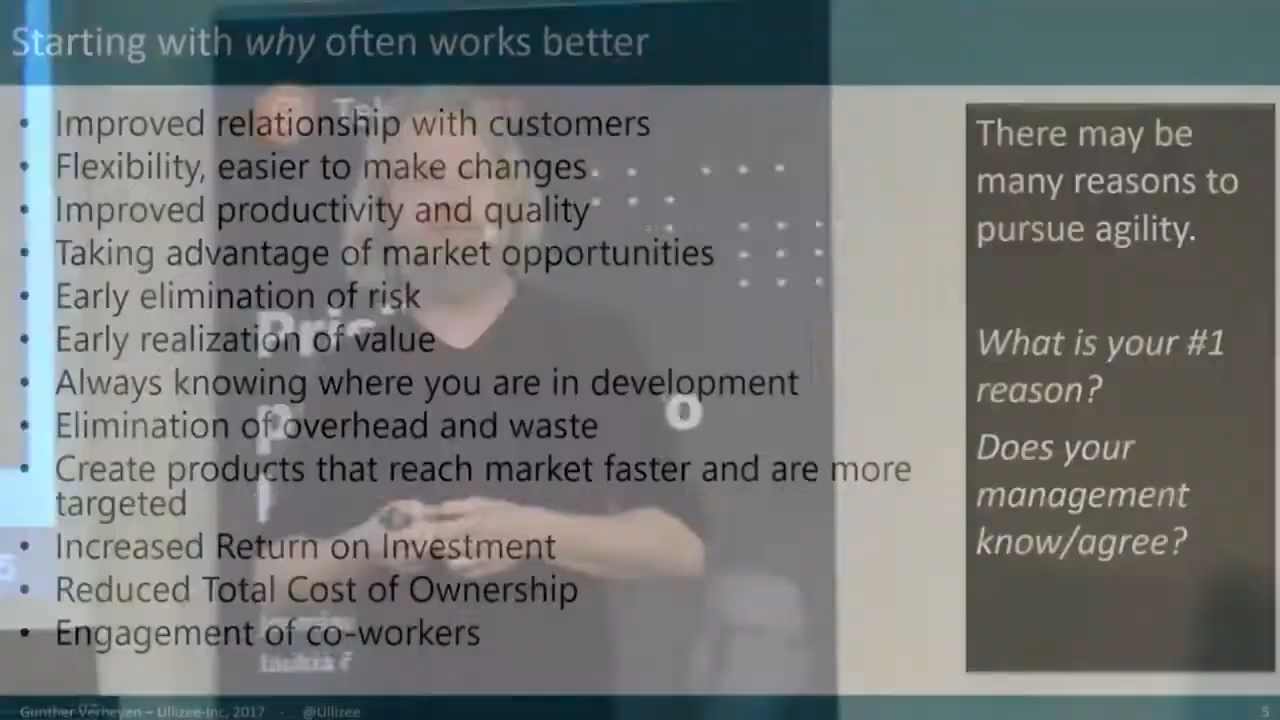 Starting with why often works better
• Improved relationship with customers
• Flexibility, easier to make changes
• Improved productivity and quality
• Taking advantage of market opportunities
• Early elimination of risk
• Early realization of value
• Always knowing where you are in development
• Elimination of overhead and waste
• Create products that reach market faster and are more
targeted
• Increased Return on Investment
• Reduced Total Cost of Ownership
• Engagement of co-workers
There may be
many reasons to
pursue agility.
What is your #1
reason?
Does your
management
know/agree?
Gunther Verheyen – Ullizee-Inc, 2017 - @Ullizee
5